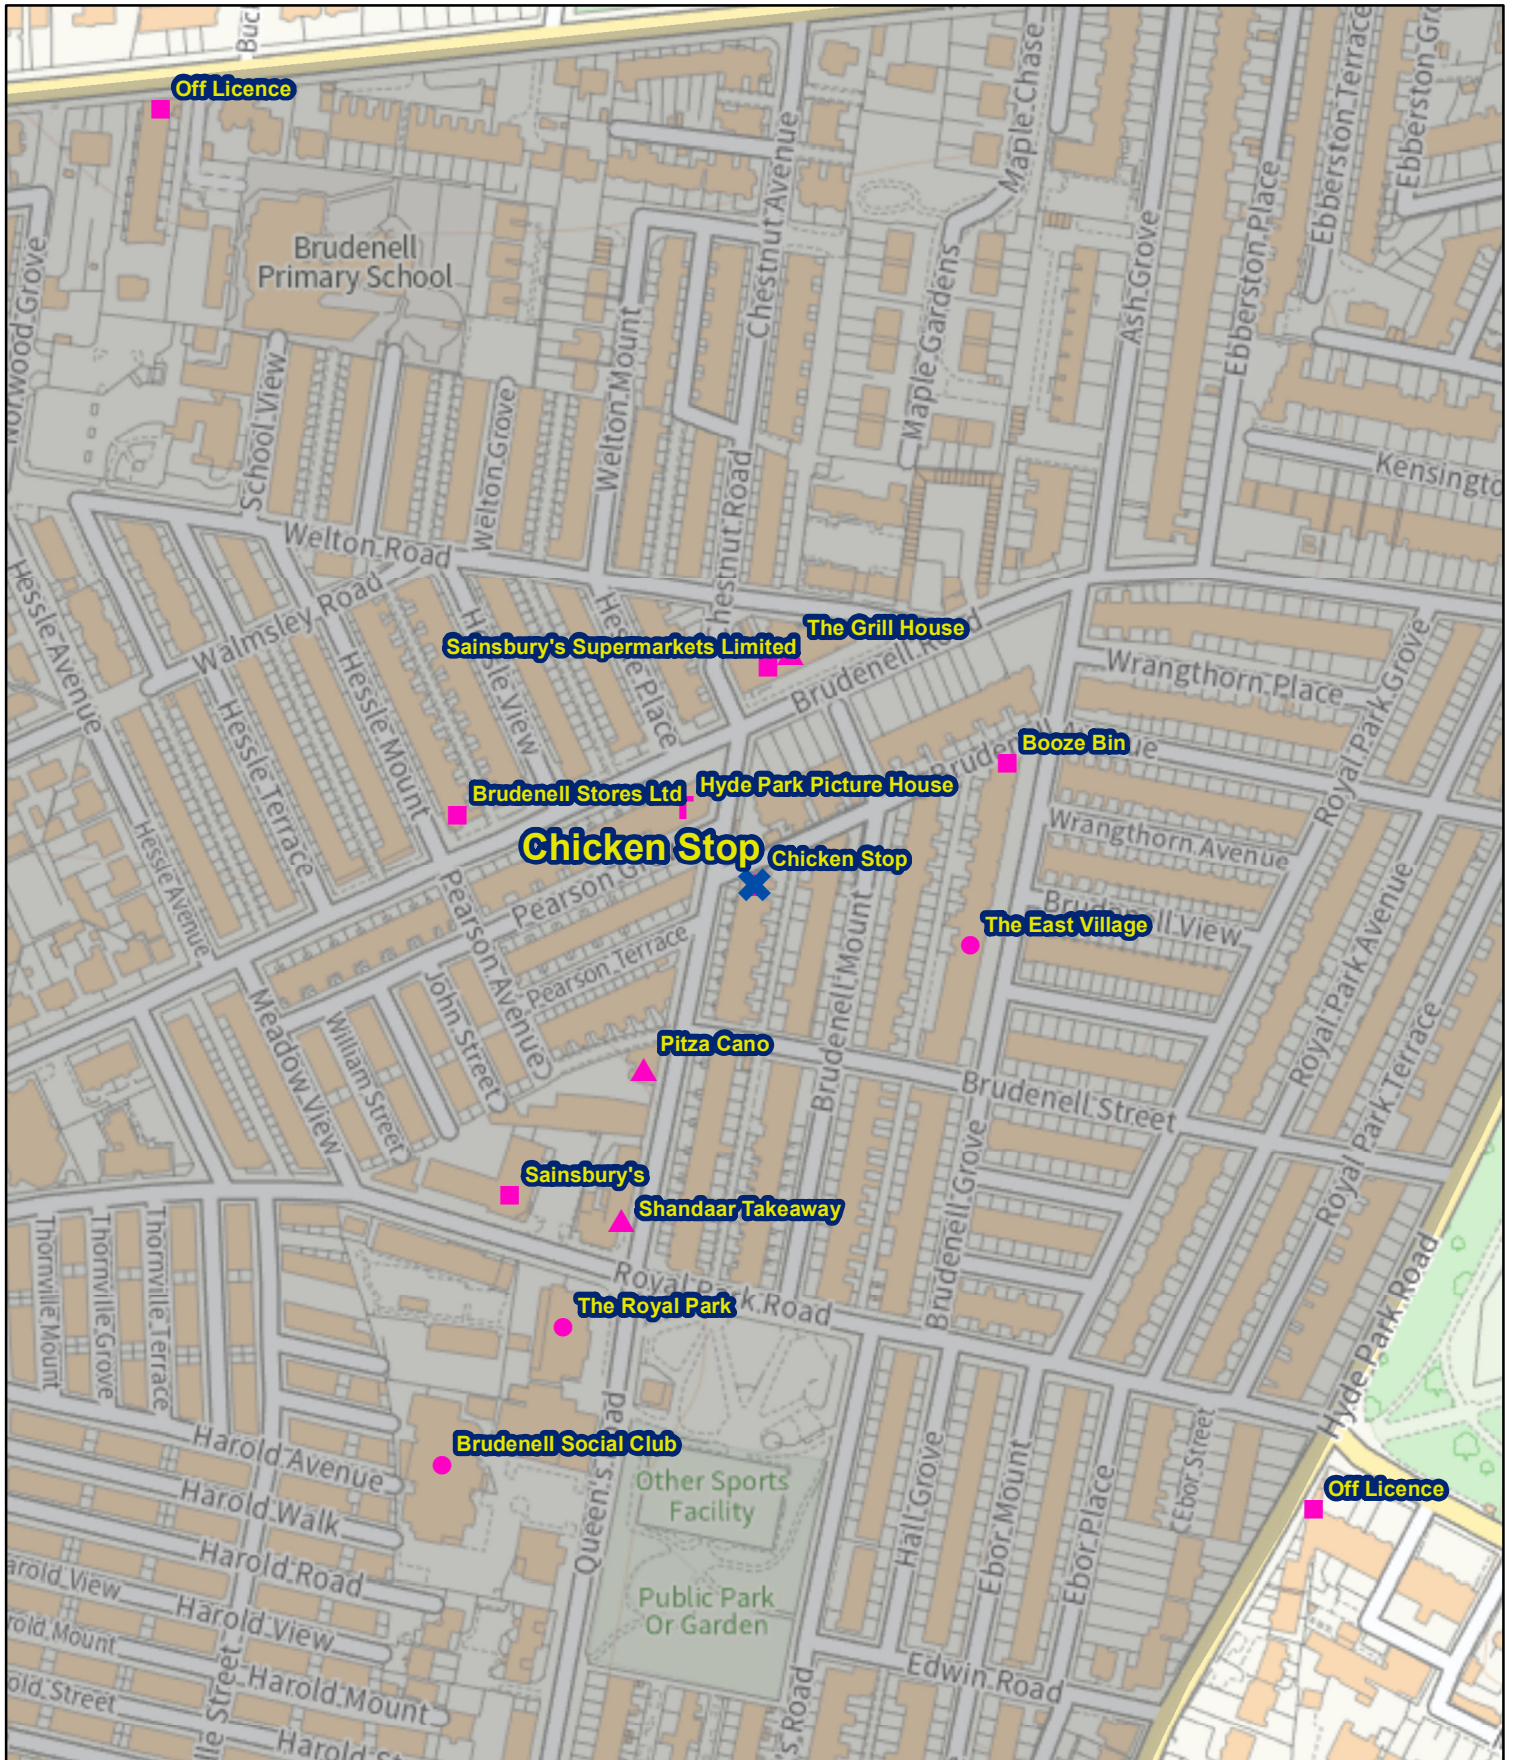 Off Licence
Maple Chase
Ebberston Terrace
Chestnut Avenue
Brudenell
Primary School
Ash Grove
Ebberston Place
Maple Gardens
Welton Mount
School View
Welton Grove
Chestnut Road
Welton Road
Walmsley Road
Hessle Avenue
The Grill House
Sainsbury's Supermarkets Limited
Brudenell Road
Wrangthorn Place
Royal Park Grove
Hessle Mount
Hessle Terrace
Booze Bin
Hyde Park Picture House
Brudenell Stores Ltd
Wrangthorn Avenue
Chicken Stop
Chicken Stop
Hessle Avenue
Pearson Avenue
Pearson Terrace
Brudenell Mount
The East Village
Brudenell View
Royal Park Avenue
John Street
William Street
Meadow View
Pitza Cano
Brudenell Street
Royal Park Terrace
Sainsbury's
Shandaar Takeaway
Brudenell Grove
Thornville Mount
Thornville Grove
Thornville Terrace
Royal Park Road
The Royal Park
Hyde Park Road
Harold Avenue
Brudenell Social Club
Harold Walk
Harold Road
Harold View
Harold Mount
Queen's Road
Other Sports
Facility
Public Park
Or Garden
Hall Grove
Ebor Mount
Ebor Place
Ebor Street
Off Licence
Edwin Road